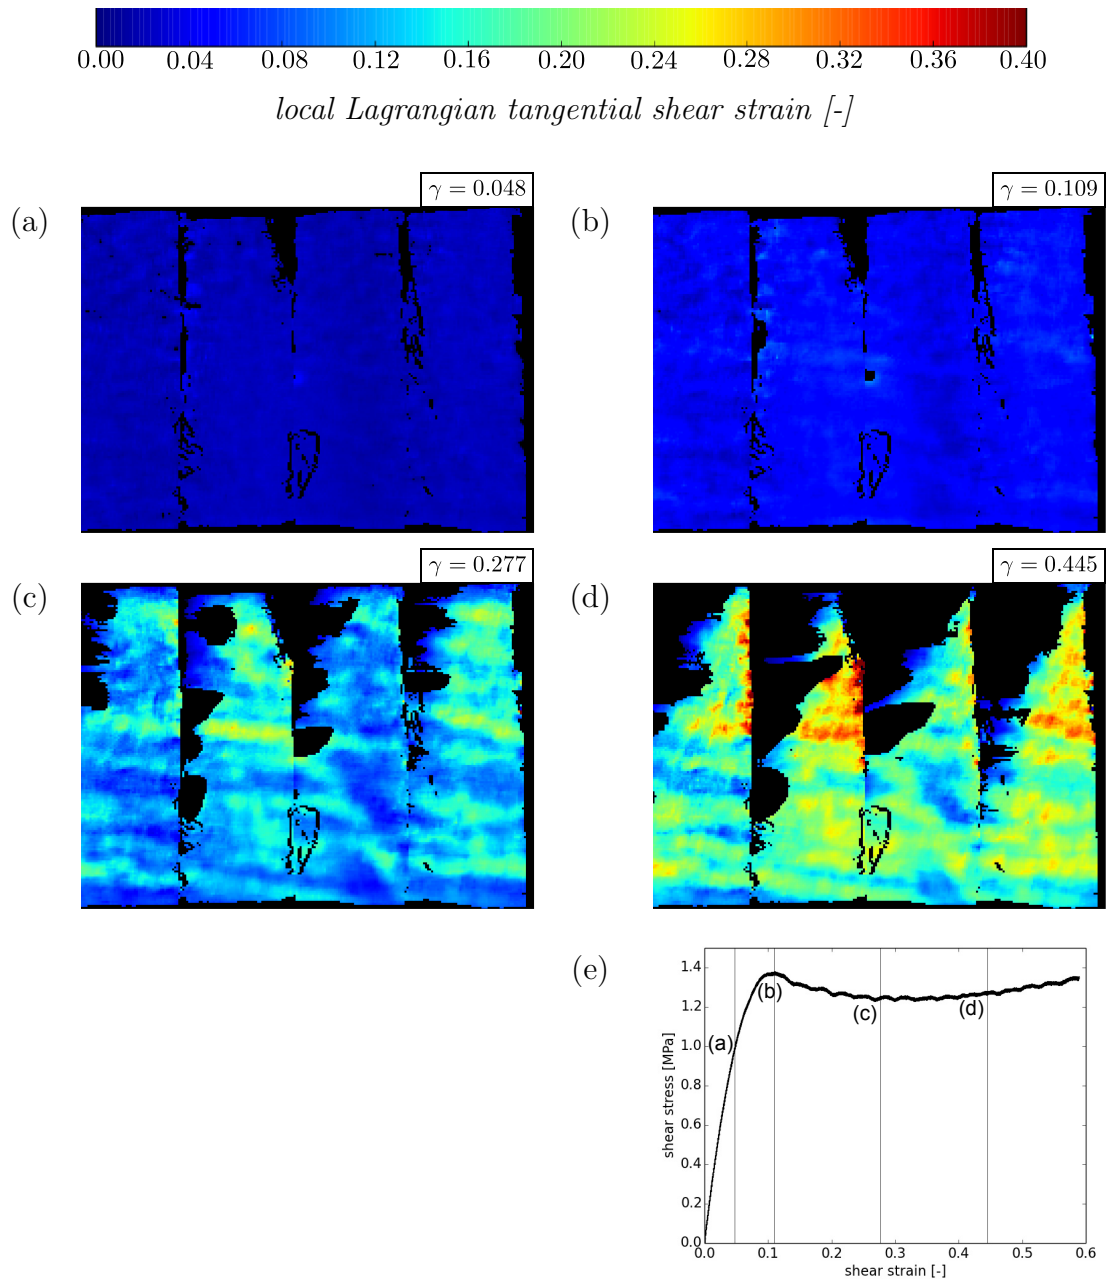 0.00 0.04 0.08 0.12 0.16 0.20 0.24 0.28 0.32 0.36 0.40
local Lagrangian tangential shear strain [-]
(a) γ = 0.048
(b) γ = 0.109
(c) γ = 0.277
(d) γ = 0.445
(e)
1.4
1.2
1.0
0.8
0.6
0.4
0.2
0.0
shear stress [MPa]
(a)
(b)
(c)
(d)
0.0 0.1 0.2 0.3 0.4 0.5 0.6
shear strain [-]